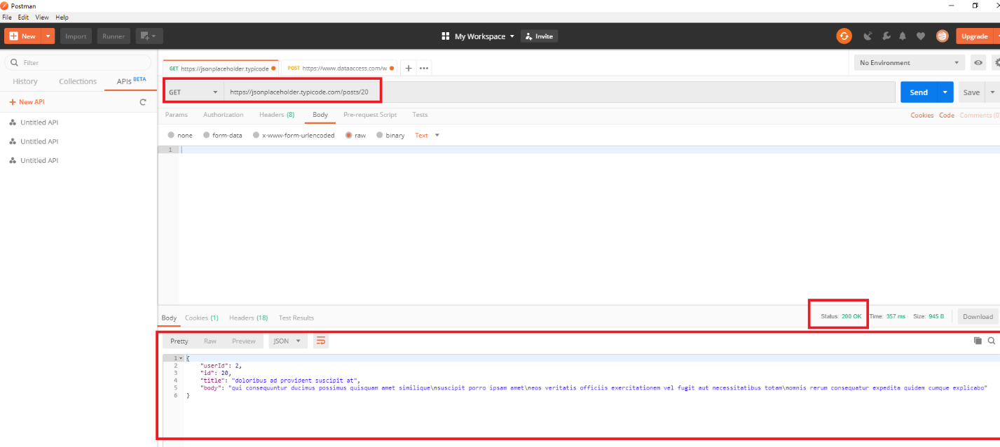 Postman
File Edit View Help
New Import Runner My Workspace Invite Upgrade
Filter
History Collections APIs BETA
New API
Untitled API
Untitled API
Untitled API
GET https://jsonplaceholder.typicode POST https://www.dataaccess.com/w No Environment
GET https://jsonplaceholder.typicode.com/posts/20 Send Save
Params Authorization Headers (8) Body Pre-request Script Tests Cookies Code Comments (0
none form-data x-www-form-urlencoded raw binary Text
1
Body Cookies (1) Headers (18) Test Results Status: 200 OK Time: 357 ms Size: 945 B Download
Pretty Raw Preview JSON
1 {
2 "userId": 2,
3 "id": 20,
4 "title": "doloribus ad provident suscipit at",
5 "body": "qui consequuntur ducimus possimus quisquam amet similique\nsuscipit porro ipsam amet\neos veritatis officiis exercitationem vel fugit aut necessitatibus totam\nomnis rerum consequatur expedita quidem cumque explicabo"
6 }